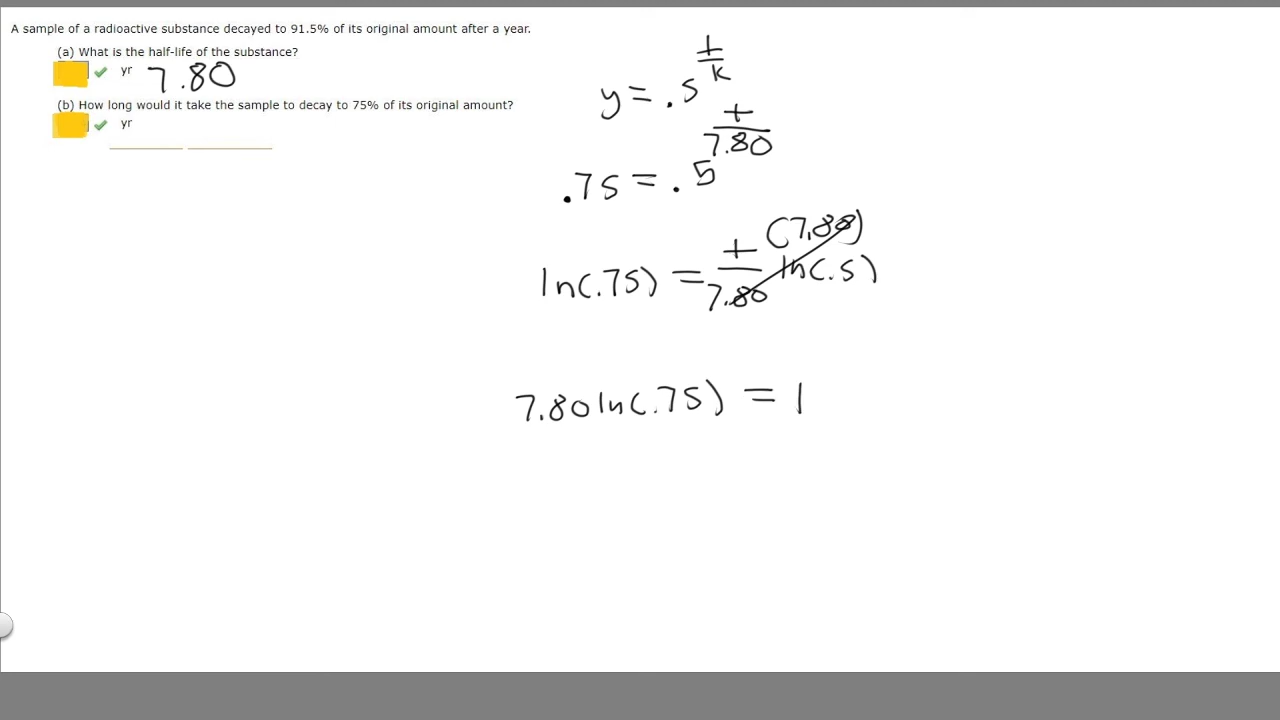 A sample of a radioactive substance decayed to 91.5% of its original amount after a year.
(a) What is the half-life of the substance?
yr 7.80
(b) How long would it take the sample to decay to 75% of its original amount?
yr
y = .5^(t/k)
.75 = .5^(t/7.80)
ln(.75) = t/7.80 ln(.5) (7.80)
7.80 ln(.75) = 1